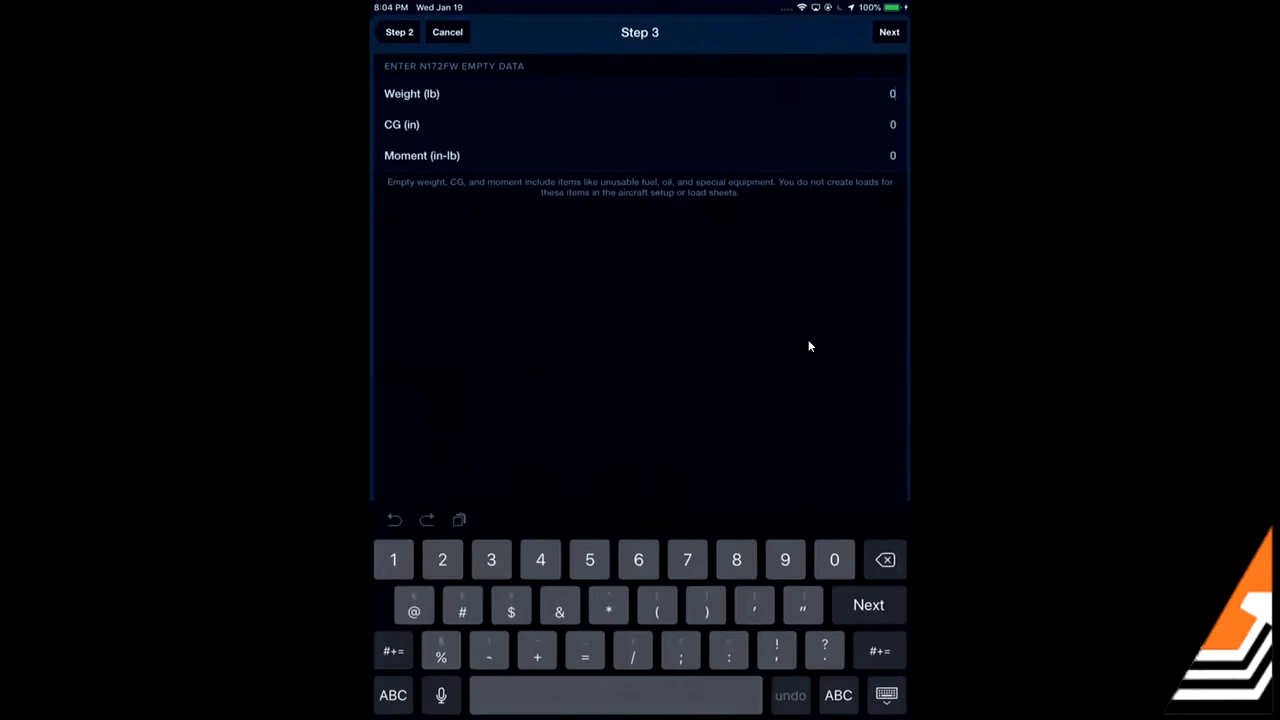 8:04 PM Wed Jan 19 100%
Step 2 Cancel Step 3 Next
ENTER N172FW EMPTY DATA
Weight (lb) 0
CG (in) 0
Moment (in-lb) 0
Empty weight, CG, and moment include items like unusable fuel, oil, and special equipment. You do not create loads for
these items in the aircraft setup or load sheets.
1 2 3 4 5 6 7 8 9 0
@ # $ & * ( ) ' " Next
#+= % - + = / ; : ! , ? . #+=
ABC undo ABC